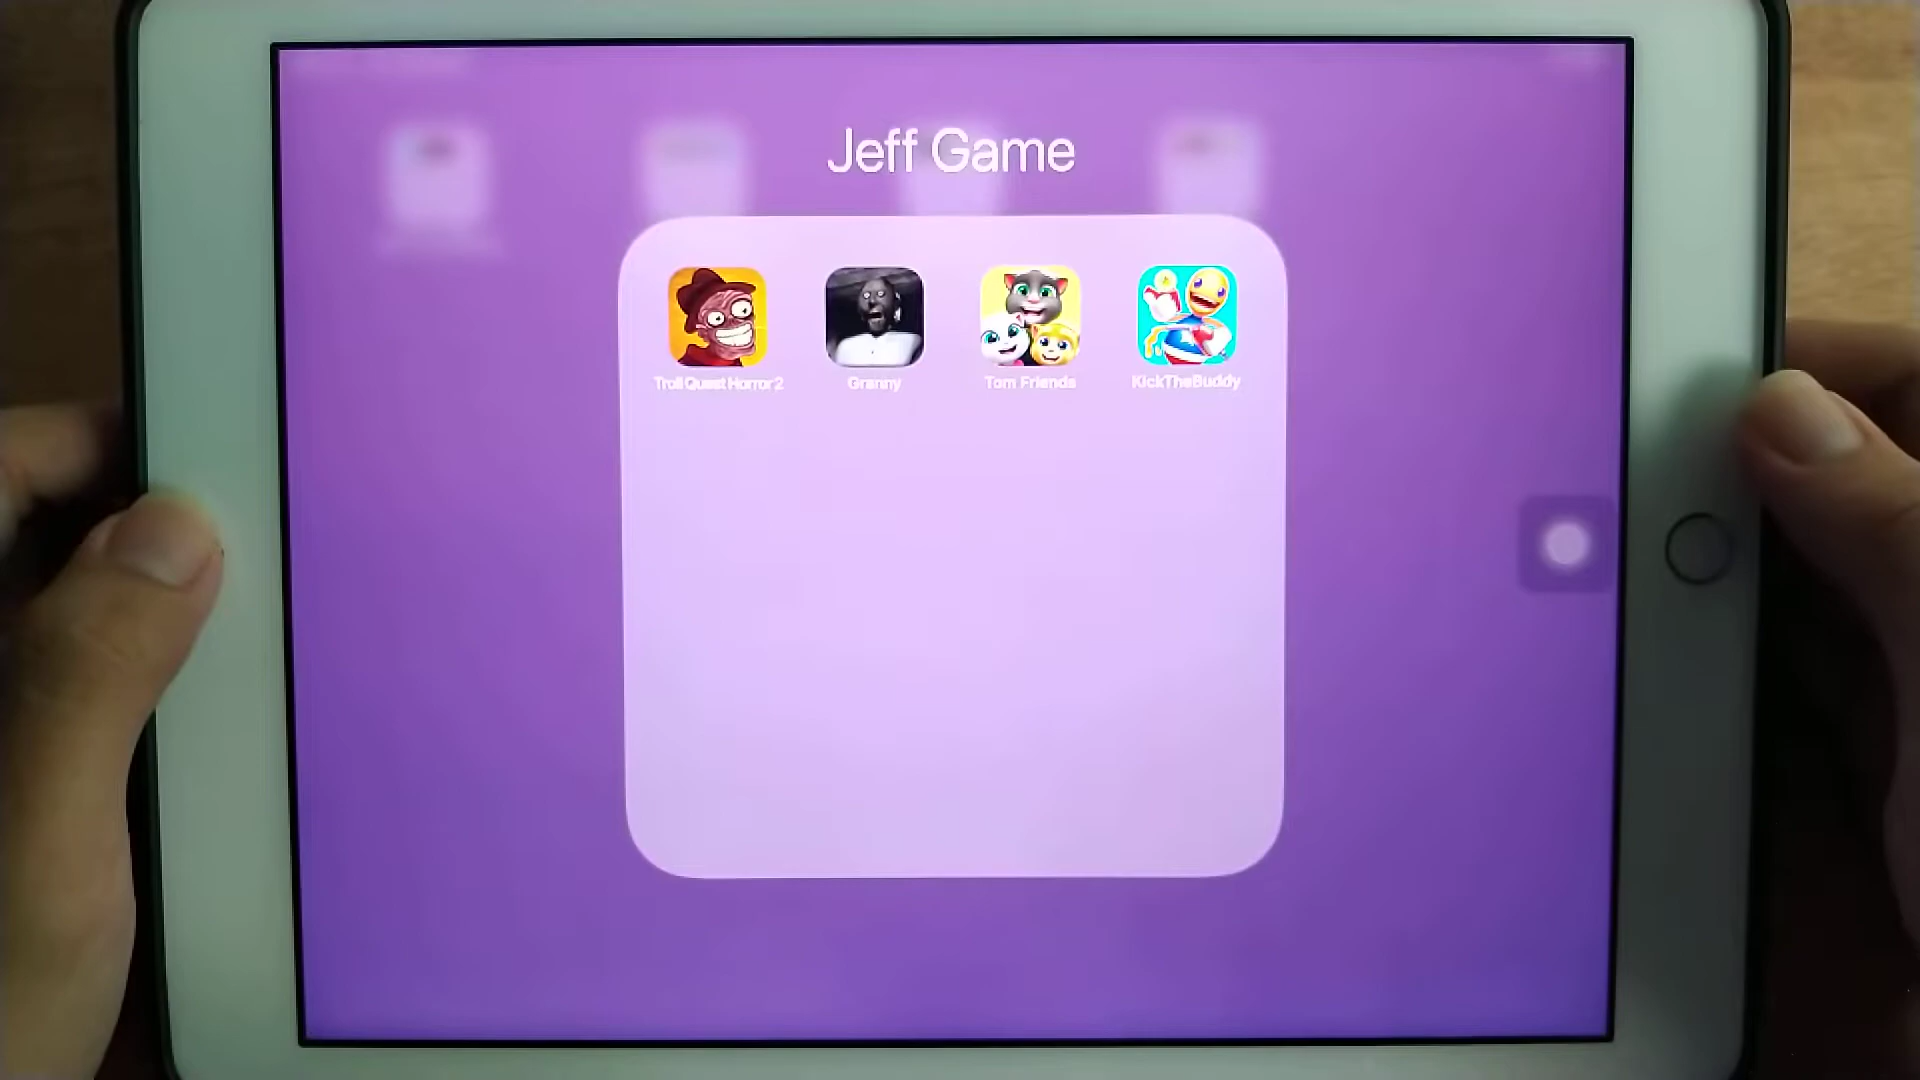 Jeff Game
Troll Quest Horror 2
Granny
Tom Friends
KickTheBuddy